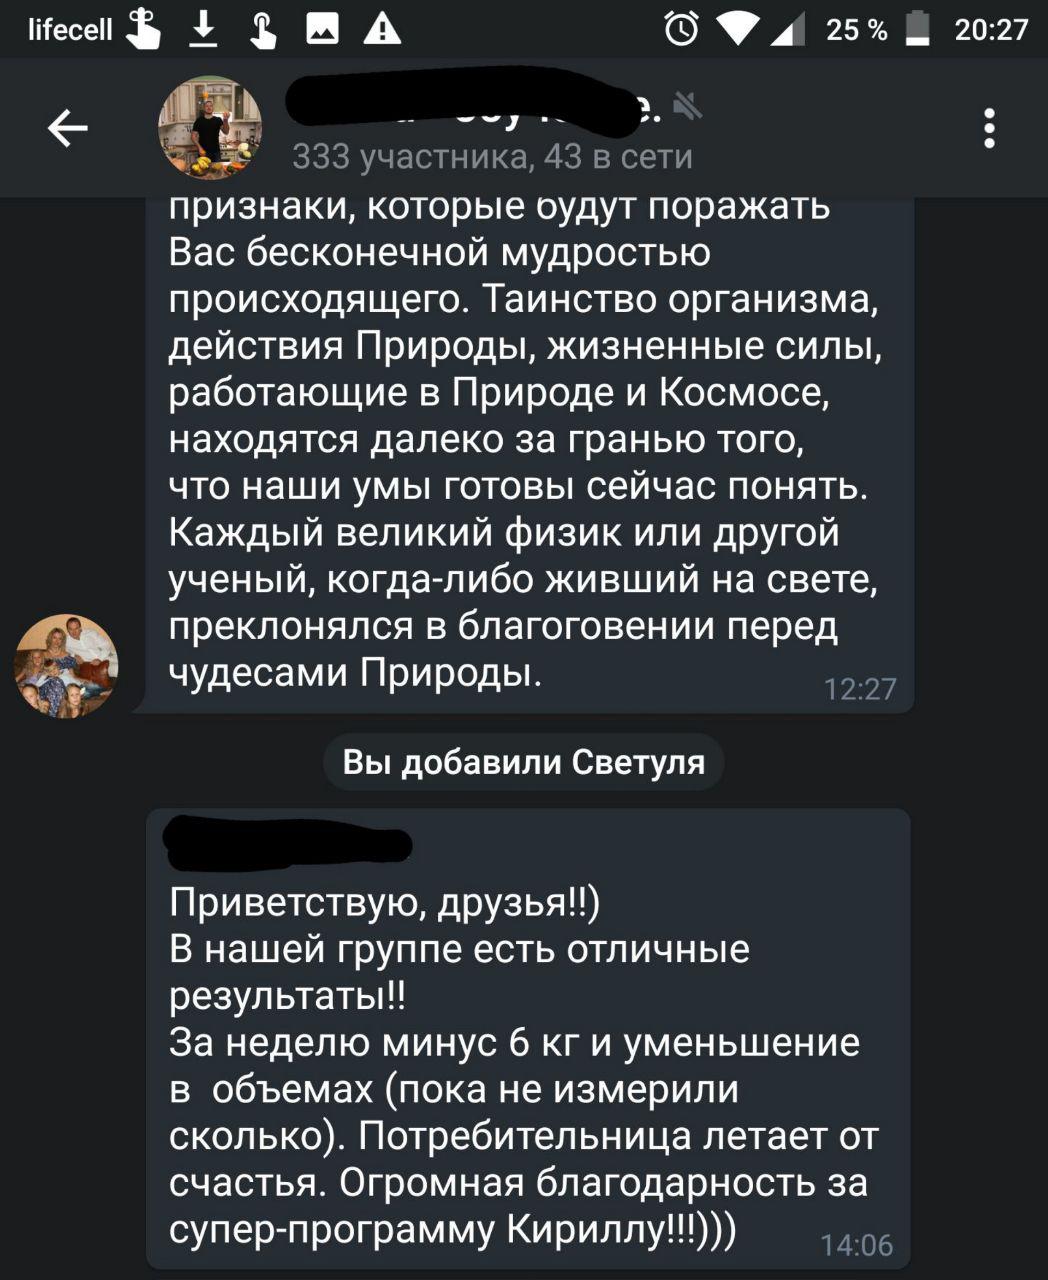 lifecell
25 %
20:27
333 участника, 43 в сети
признаки, которые будут поражать
Вас бесконечной мудростью
происходящего. Таинство организма,
действия Природы, жизненные силы,
работающие в Природе и Космосе,
находятся далеко за гранью того,
что наши умы готовы сейчас понять.
Каждый великий физик или другой
ученый, когда-либо живший на свете,
преклонялся в благоговении перед
чудесами Природы.
12:27
Вы добавили Светуля
Приветствую, друзья!!)
В нашей группе есть отличные
результаты!!
За неделю минус 6 кг и уменьшение
в  объемах (пока не измерили
сколько). Потребительница летает от
счастья. Огромная благодарность за
супер-программу Кириллу!!!)))
14:06